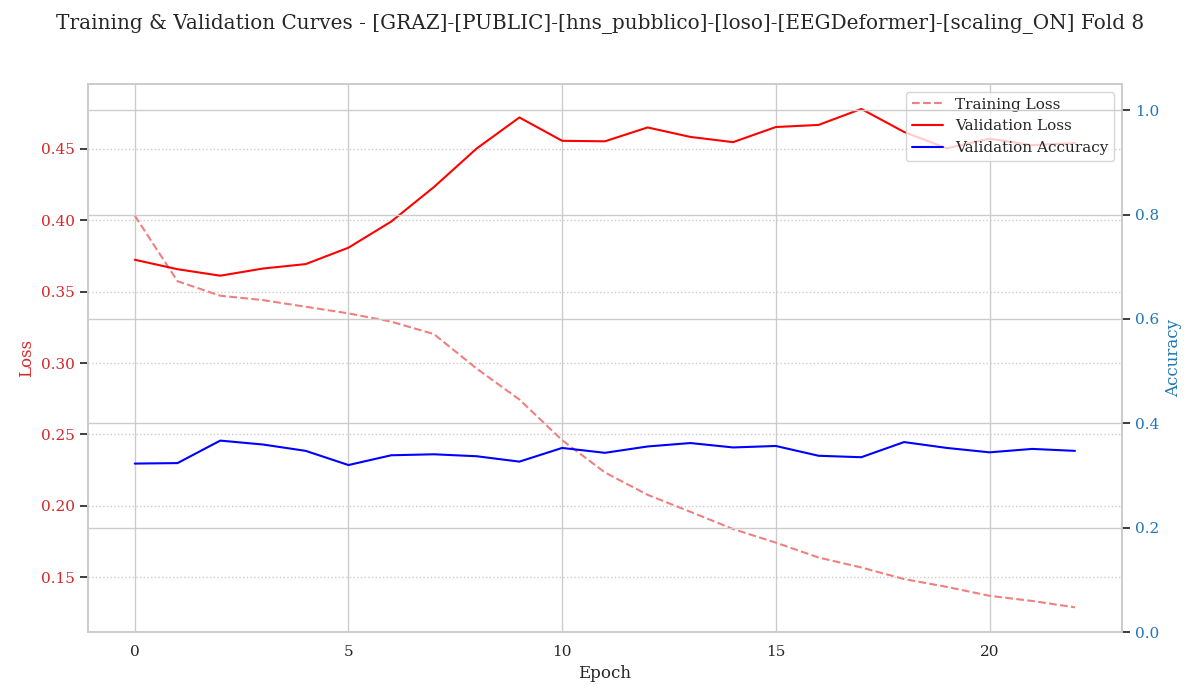 Training & Validation Curves - [GRAZ]-[PUBLIC]-[hns_pubblico]-[loso]-[EEGDeformer]-[scaling_ON] Fold 8
Training Loss
Validation Loss
Validation Accuracy
Loss
0.45
0.40
0.35
0.30
0.25
0.20
0.15
1.0
0.8
0.6
0.4
0.2
0.0
Accuracy
0 5 10 15 20
Epoch